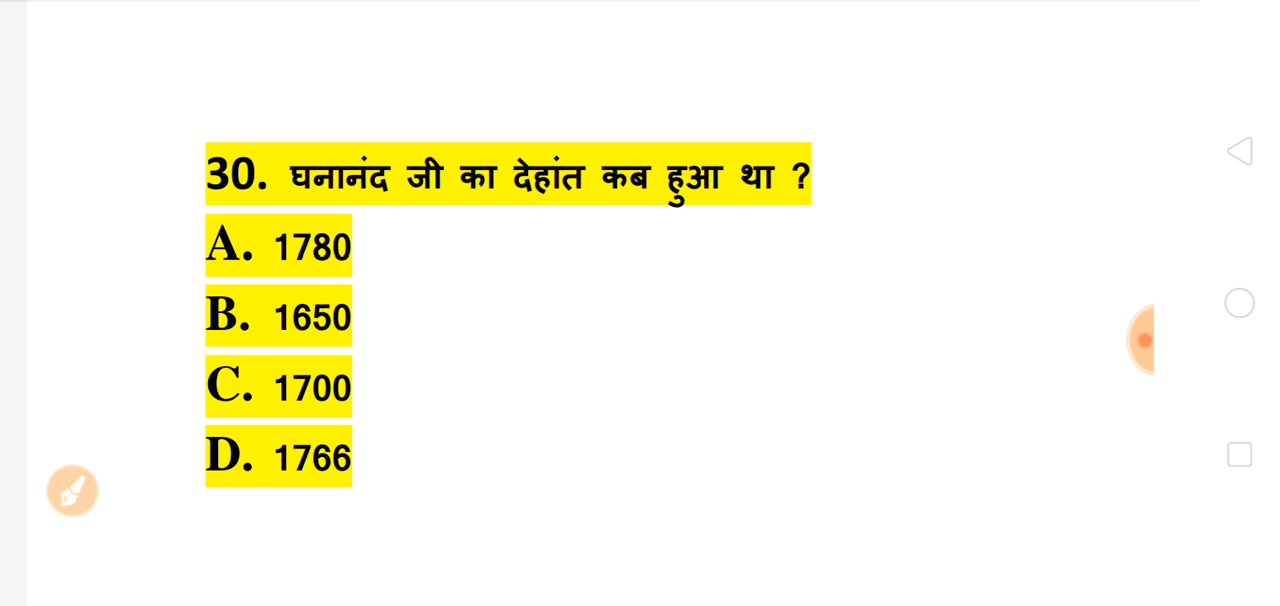 30. घनानंद जी का देहांत कब हुआ था ?
A. 1780
B. 1650
C. 1700
D. 1766